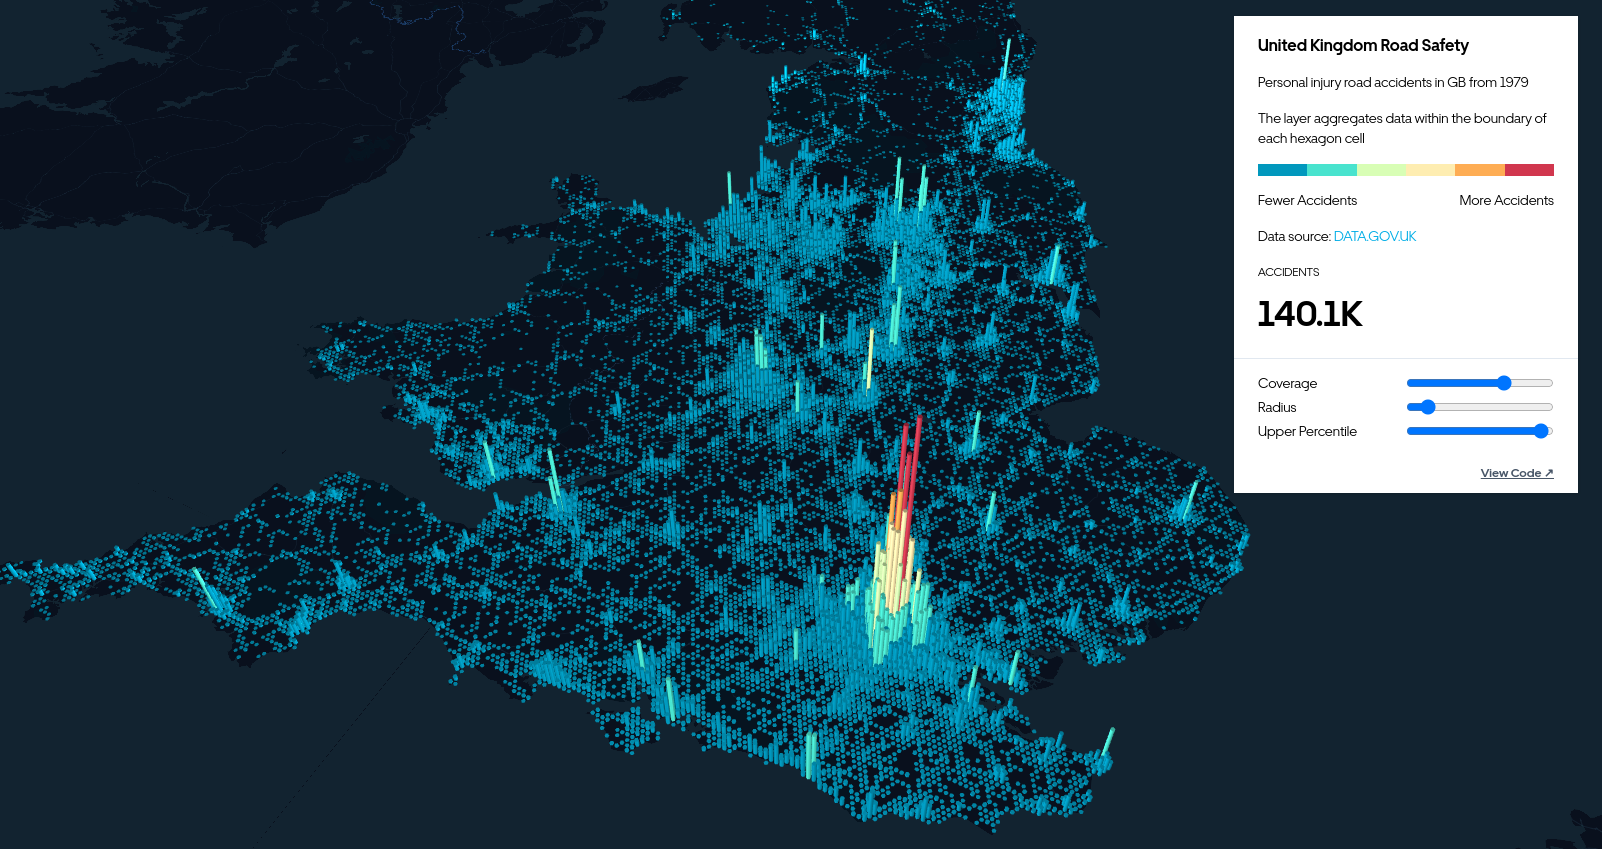 United Kingdom Road Safety
Personal injury road accidents in GB from 1979
The layer aggregates data within the boundary of
each hexagon cell
Fewer Accidents More Accidents
Data source: DATA.GOV.UK
ACCIDENTS
140.1K
Coverage
Radius
Upper Percentile
View Code ↗